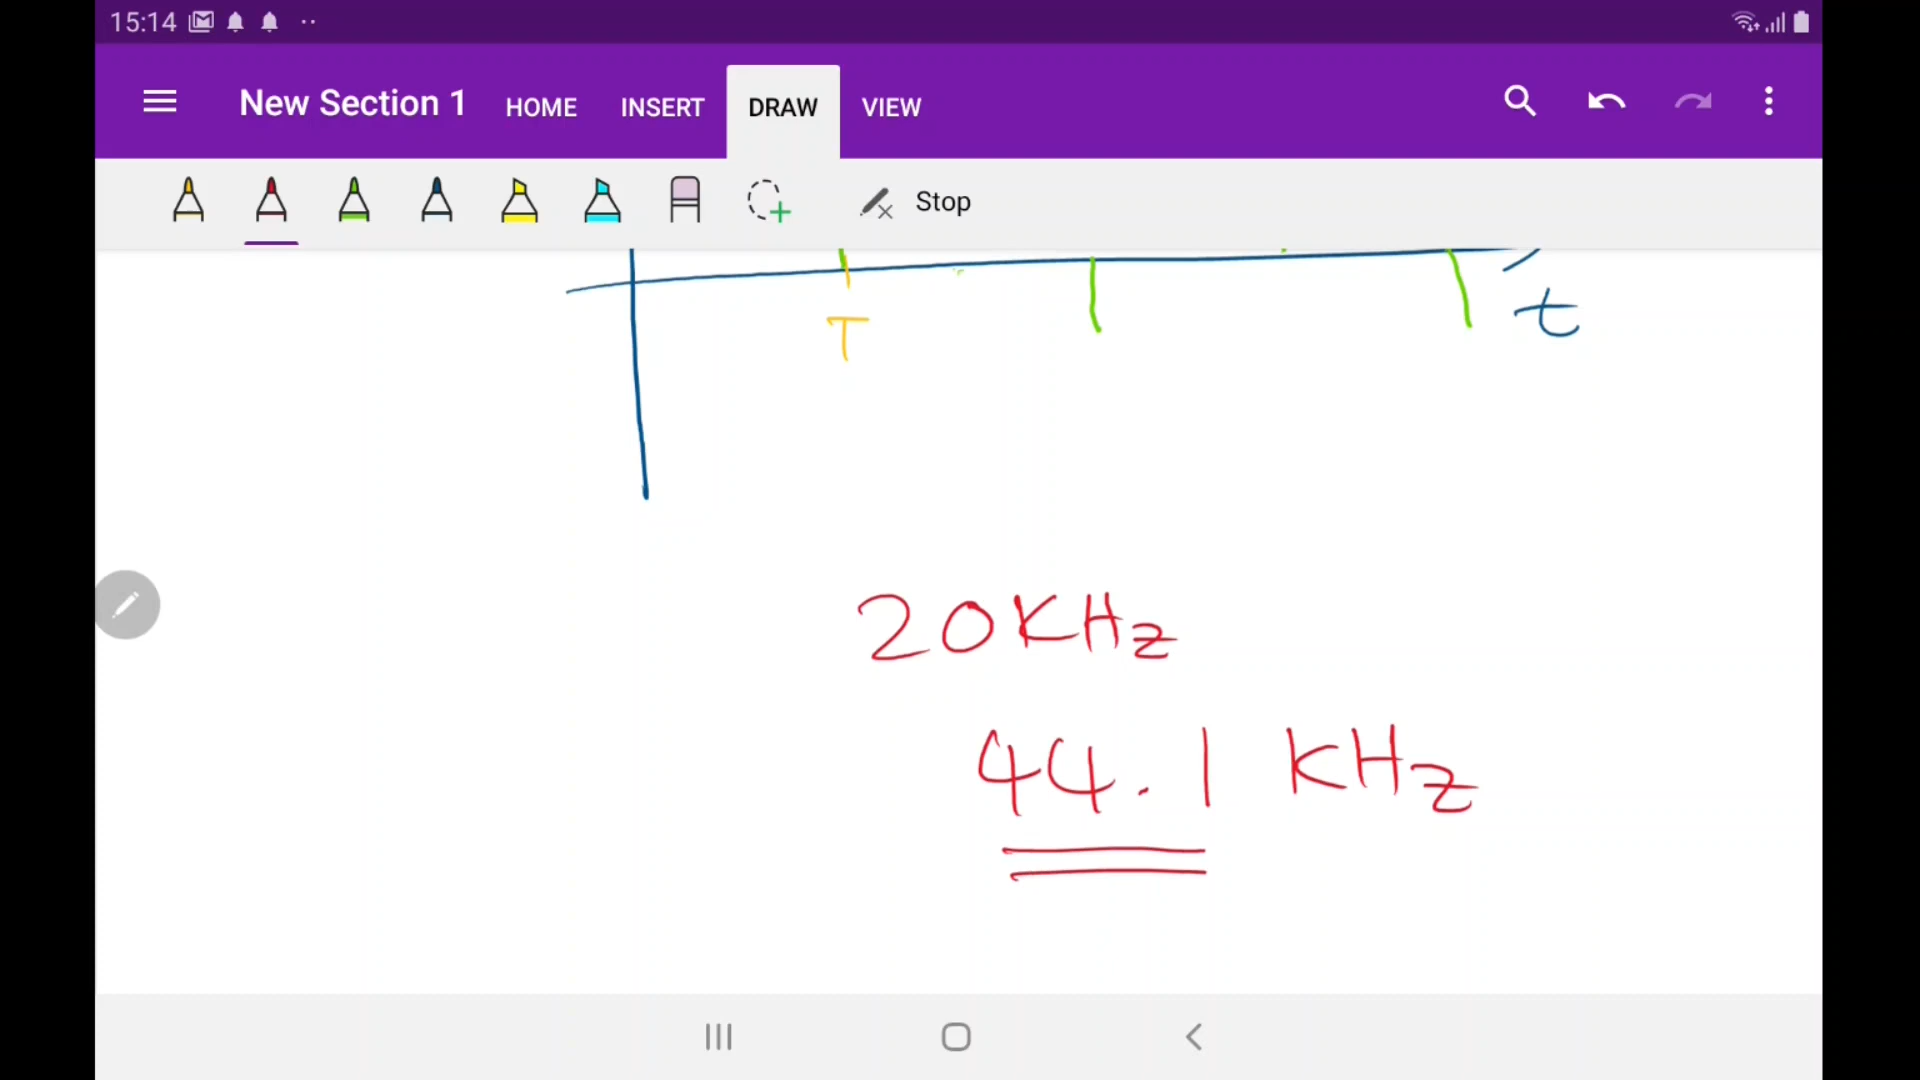 15:14
New Section 1 HOME INSERT DRAW VIEW
Stop
T
t
20KHz
44.1 KHz